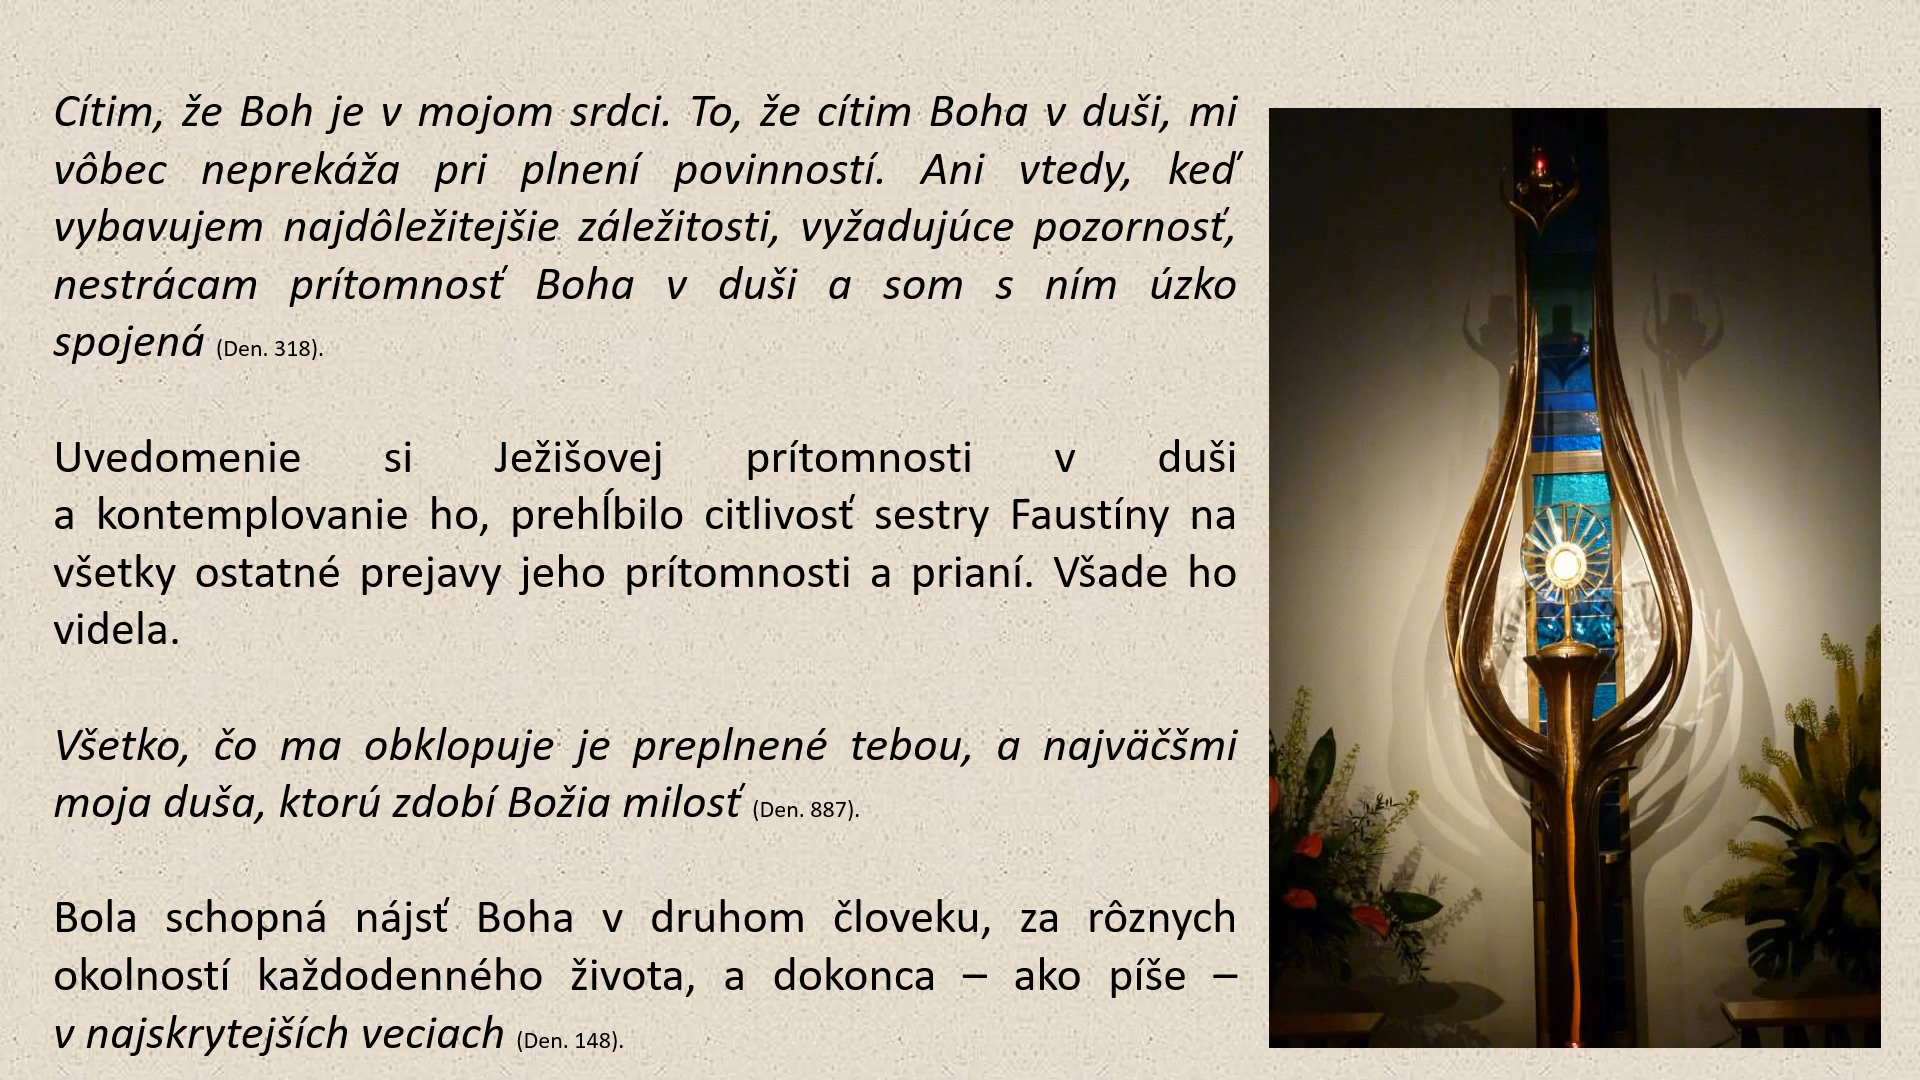 Cítim, že Boh je v mojom srdci. To, že cítim Boha v duši, mi
vôbec neprekáža pri plnení povinností. Ani vtedy, keď
vybavujem najdôležitejšie záležitosti, vyžadujúce pozornosť,
nestrácam prítomnosť Boha v duši a som s ním úzko
spojená (Den. 318).
Uvedomenie si Ježišovej prítomnosti v duši
a kontemplovanie ho, prehĺbilo citlivosť sestry Faustíny na
všetky ostatné prejavy jeho prítomnosti a prianí. Všade ho
videla.
Všetko, čo ma obklopuje je preplnené tebou, a najväčšmi
moja duša, ktorú zdobí Božia milosť (Den. 887).
Bola schopná nájsť Boha v druhom človeku, za rôznych
okolností každodenného života, a dokonca – ako píše –
v najskrytejších veciach (Den. 148).